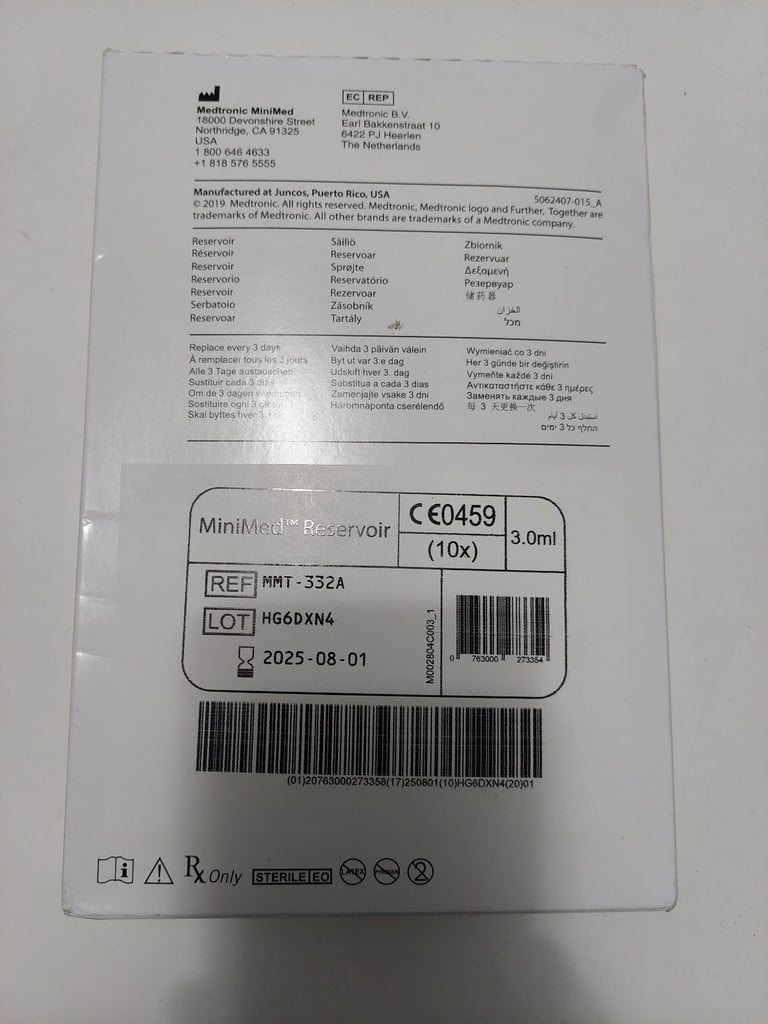 Medtronic MiniMed
18000 Devonshire Street
Northridge, CA 91325
USA
1 800 646 4633
+1 818 576 5555
EC REP
Medtronic B.V.
Earl Bakkenstraat 10
6422 PJ Heerlen
The Netherlands
Manufactured at Juncos, Puerto Rico, USA
5062407-015_A
© 2019 Medtronic. All rights reserved. Medtronic, Medtronic logo and Further, Together are
trademarks of Medtronic. All other brands are trademarks of a Medtronic company.
Reservoir
Réservoir
Reservoir
Reservorio
Reservoir
Serbatoio
Reservoar
Säiliö
Reservoar
Sprøjte
Reservatório
Rezervoar
Zásobník
Tartály
Zbiornik
Rezervuar
Δεξαμενή
Резервуар
储药器
الخزان
מכל
Replace every 3 days
À remplacer tous les 3 jours
Alle 3 Tage austauschen
Sustituir cada 3 días
Om de 3 dagen
Sostituire ogni 3
Skal byttes hver 3.
Vaihda 3 päivän välein
Byt ut var 3:e dag
Udskift hver 3. dag
Substitua a cada 3 dias
Zamenjajte vsake 3 dni
Háromnaponta cserélendő
Wymieniać co 3 dni
Her 3 günde bir değiştirin
Vyměňte každé 3 dni
Αντικαταστήστε κάθε 3 ημέρες
Заменять каждые 3 дня
每 3 天更换一次
استبدل كل 3 أيام
החלף כל 3 ימים
MiniMed™ Reservoir
CE0459
(10x)
3.0ml
REF MMT-332A
LOT HG6DXN4
2025-08-01
M002804C003_1
0 763000 273354
(01)20763000273358(17)250801(10)HG6DXN4(20)01
Rx Only
STERILE EO
LATEX
2